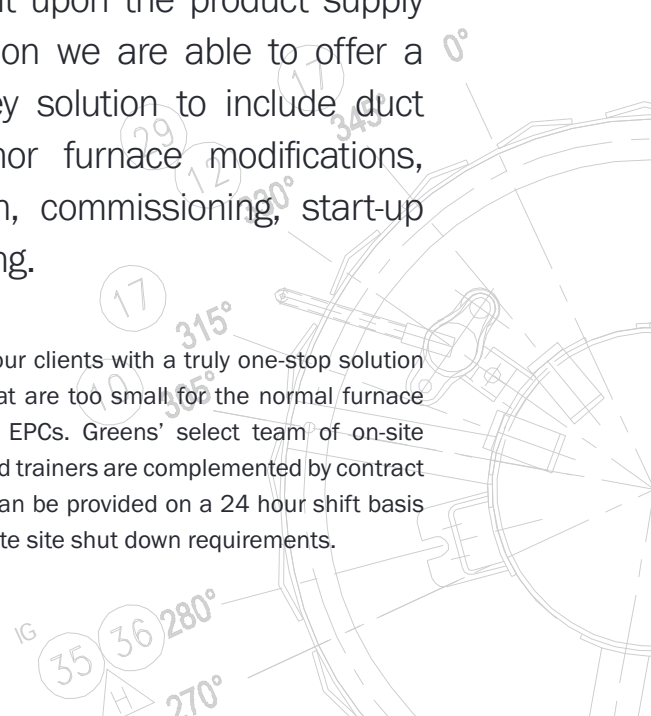 t upon the product supply
on we are able to offer a
ey solution to include duct
nor furnace modifications,
n, commissioning, start-up
ng.
our clients with a truly one-stop solution
at are too small for the normal furnace
EPCs. Greens’ select team of on-site
d trainers are complemented by contract
an be provided on a 24 hour shift basis
te site shut down requirements.
0°
17
345°
29
12
330°
17
315°
10
305°
280°
IG
36
35
H
270°